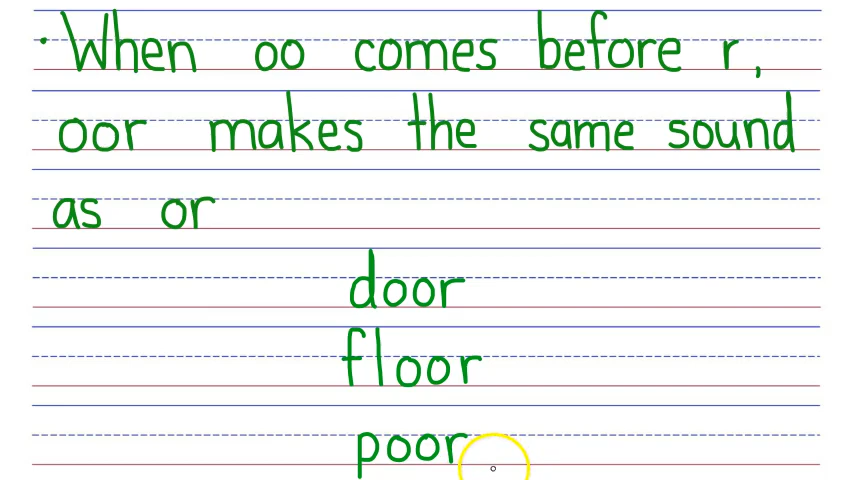 · When oo comes before r,
oor makes the same sound
as or
door
floor
poor